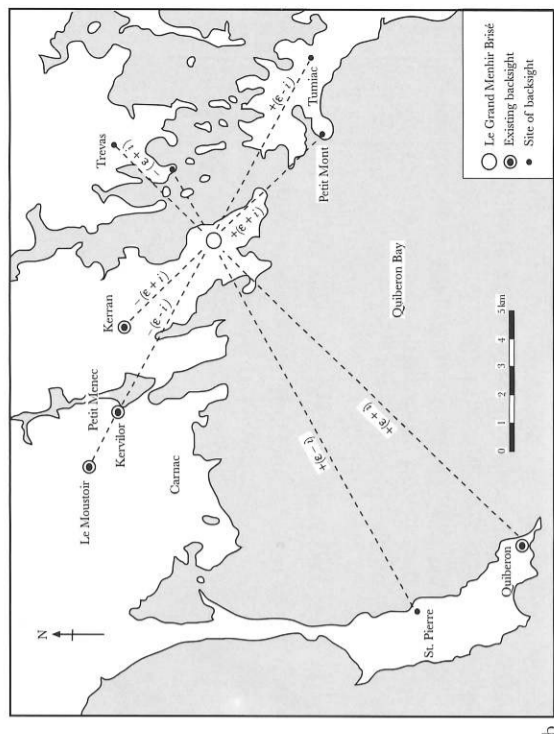 N
Trevas
−(ε + i)
Kerran
−(ε + i)
Petit Menec
Le Moustoir
Kervilor
−(ε - i)
Carnac
+(ε - i)
Tumiac
+(ε + i)
Petit Mont
+(ε - i)
+(ε + i)
Quiberon Bay
St. Pierre
Quiberon
0 1 2 3 4 5 km
Le Grand Menhir Brisé
Existing backsight
Site of backsight
b